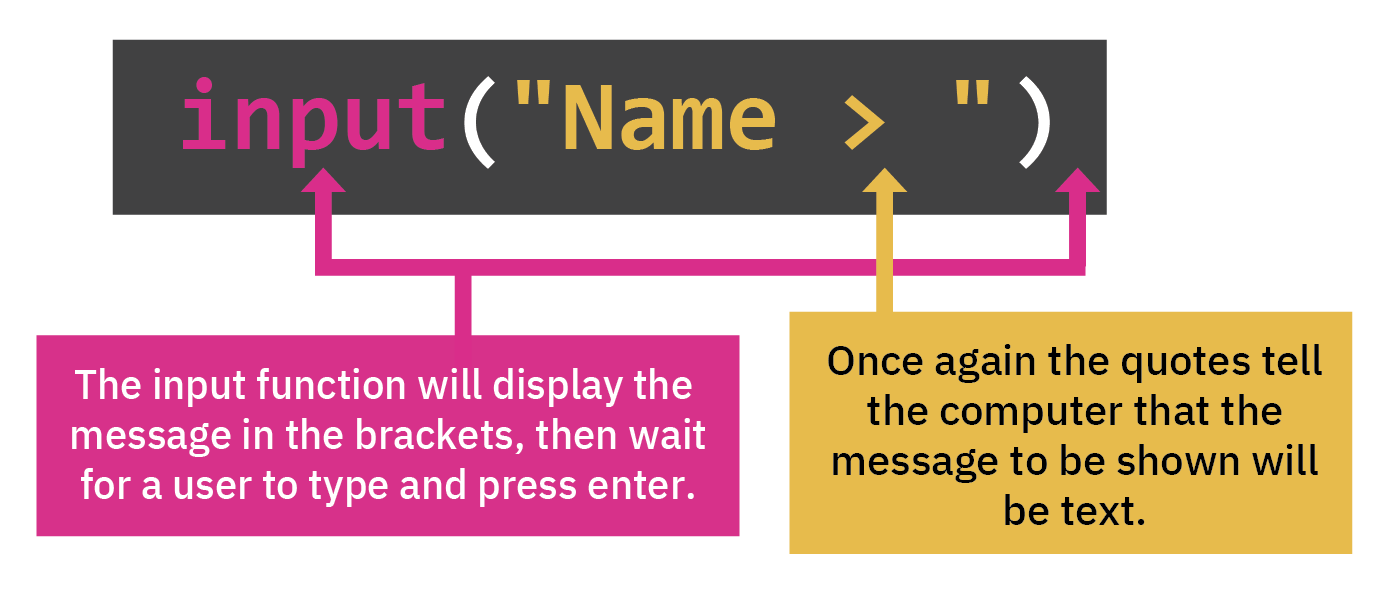 input("Name > ")
The input function will display the
message in the brackets, then wait
for a user to type and press enter.
Once again the quotes tell
the computer that the
message to be shown will
be text.